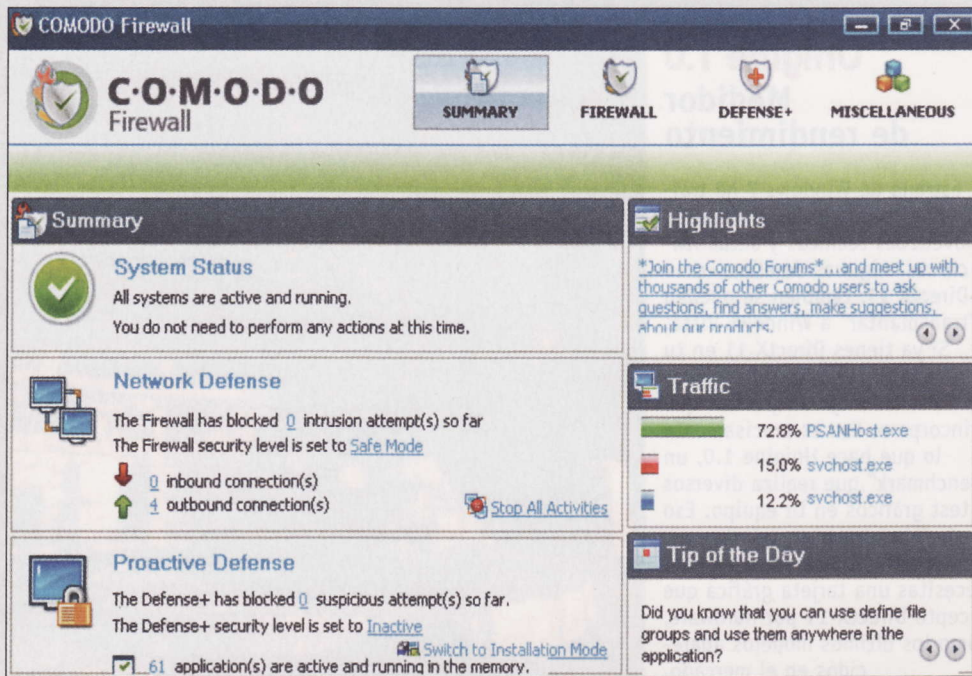 COMODO Firewall
C·O·M·O·D·O
Firewall
SUMMARY
FIREWALL
DEFENSE+
MISCELLANEOUS
Summary
System Status
All systems are active and running.
You do not need to perform any actions at this time.
Network Defense
The Firewall has blocked 0 intrusion attempt(s) so far
The Firewall security level is set to Safe Mode
0 inbound connection(s)
4 outbound connection(s)
Stop All Activities
Proactive Defense
The Defense+ has blocked 0 suspicious attempt(s) so far.
The Defense+ security level is set to Inactive
Switch to Installation Mode
61 application(s) are active and running in the memory.
Highlights
*Join the Comodo Forums*...and meet up with
thousands of other Comodo users to ask
questions, find answers, make suggestions,
about our products.
Traffic
72.8% PSANHost.exe
15.0% svchost.exe
12.2% svchost.exe
Tip of the Day
Did you know that you can use define file
groups and use them anywhere in the
application?